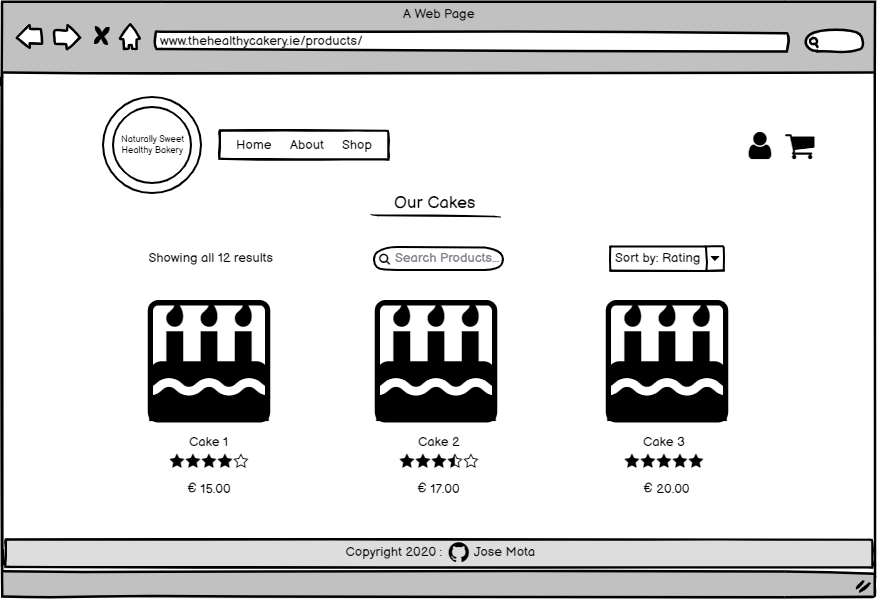 A Web Page
www.thehealthycakery.ie/products/
Naturally Sweet
Healthy Bakery
Home About Shop
Our Cakes
Showing all 12 results
Search Products...
Sort by: Rating
Cake 1
Cake 2
Cake 3
€ 15.00
€ 17.00
€ 20.00
Copyright 2020 : Jose Mota